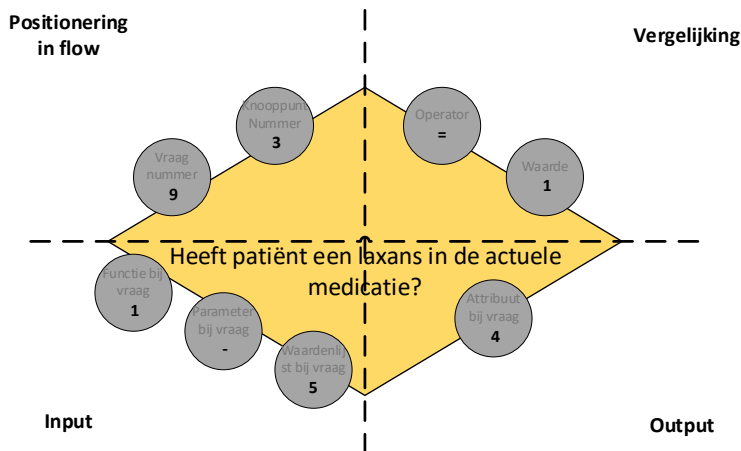 Positionering
in flow
Vergelijking
Knooppunt
Nummer
3
Operator
=
Vraag
nummer
9
Waarde
1
Heeft patiënt een laxans in de actuele
medicatie?
Functie bij
vraag
1
Parameter
bij vraag
-
Waardenlij
st bij vraag
5
Attribuut
bij vraag
4
Input
Output